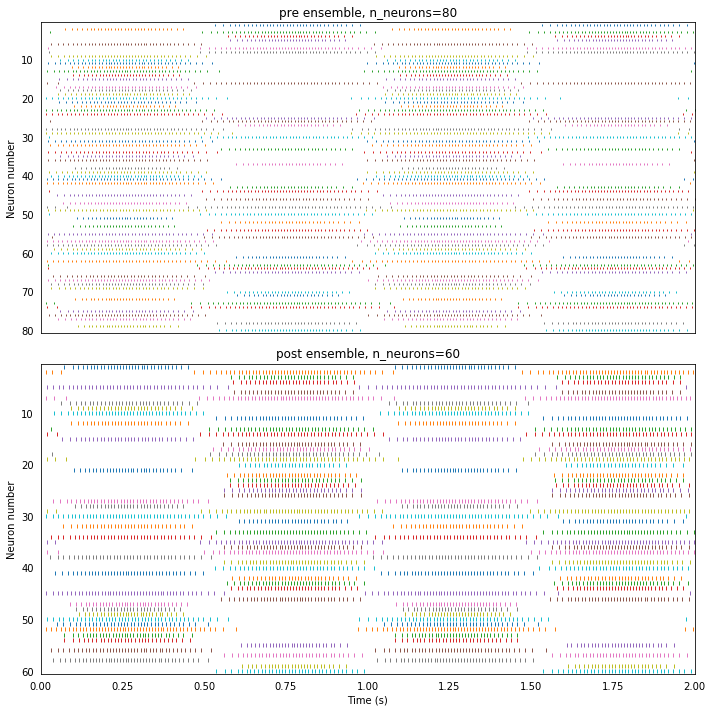 pre ensemble, n_neurons=80
10
20
30
40
50
60
70
80
Neuron number
post ensemble, n_neurons=60
10
20
30
40
50
60
Neuron number
0.00 0.25 0.50 0.75 1.00 1.25 1.50 1.75 2.00
Time (s)